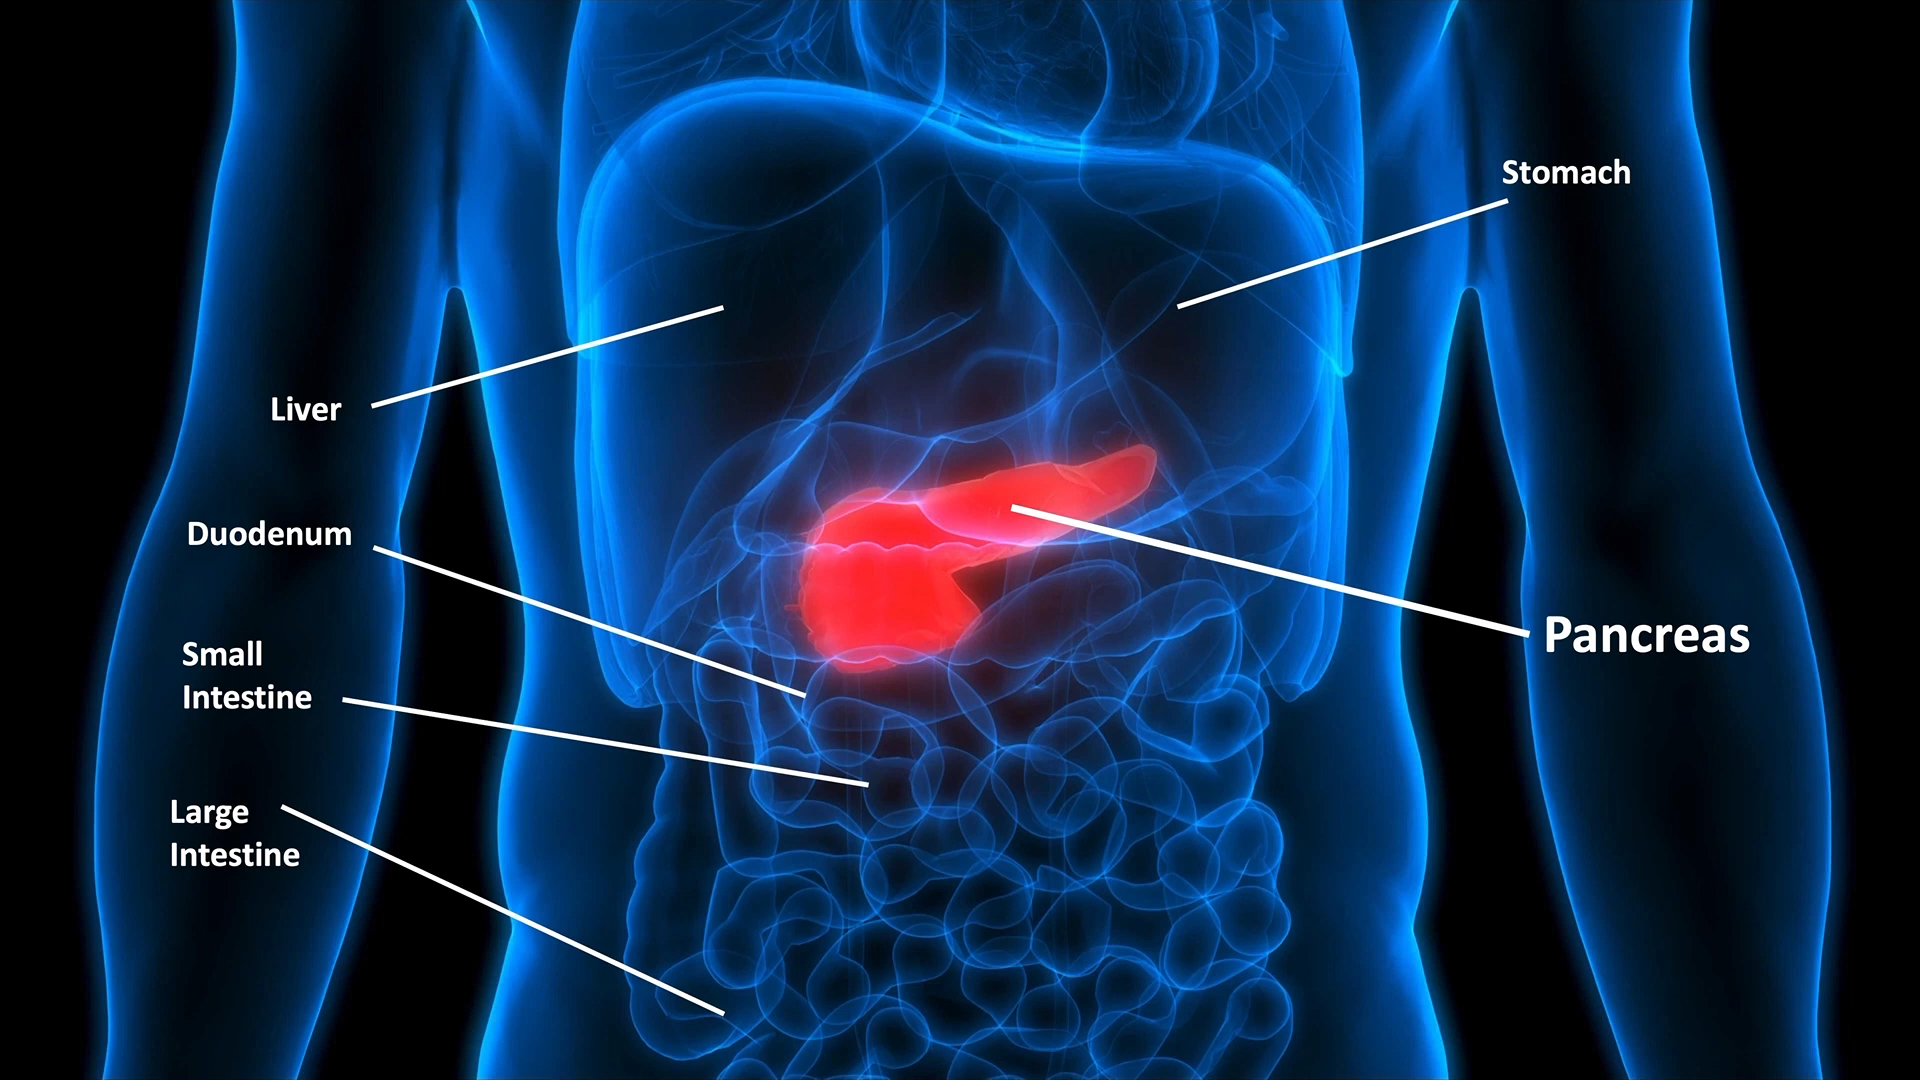 Stomach
Liver
Duodenum
Small
Intestine
Pancreas
Large
Intestine